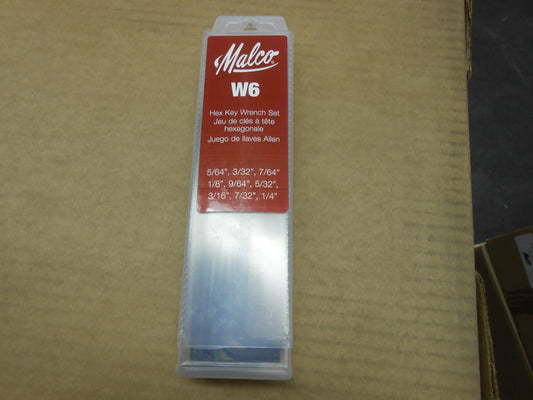 Malco
W6
Hex Key Wrench Set
Jeu de clés à tête
hexagonale
Juego de llaves Allen
5/64", 3/32", 7/64"
1/8", 9/64", 5/32",
3/16", 7/32", 1/4"